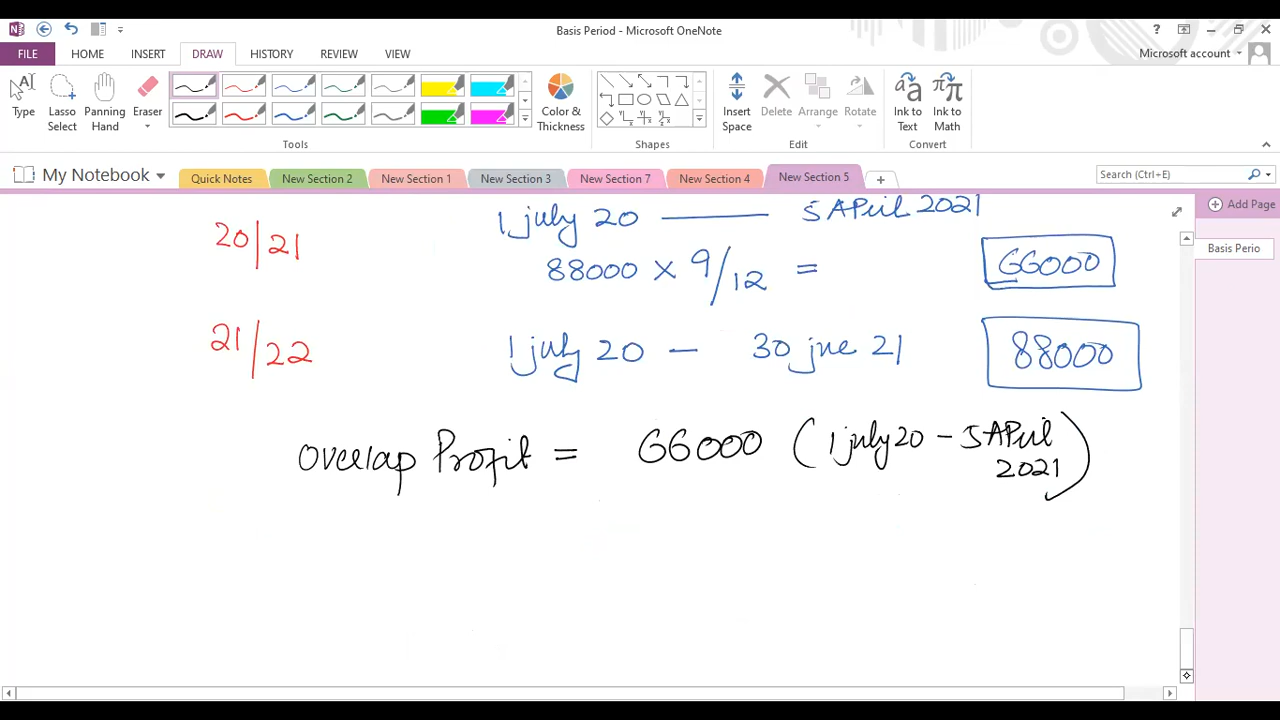 Basis Period - Microsoft OneNote
FILE HOME INSERT DRAW HISTORY REVIEW VIEW Microsoft account
Type Lasso Select Panning Hand Eraser Color & Thickness Insert Space Delete Arrange Rotate Ink to Text Ink to Math
Tools Shapes Edit Convert
My Notebook Quick Notes New Section 2 New Section 1 New Section 3 New Section 7 New Section 4 New Section 5 Search (Ctrl+E)
Add Page
Basis Perio
1 july 20 — 5 APril 2021
20/21
88000 × 9/12 = 66000
21/22 1 july 20 – 30 jne 21 88000
Overlap Profit = 66000 (1 july 20 – 5 APril
2021)